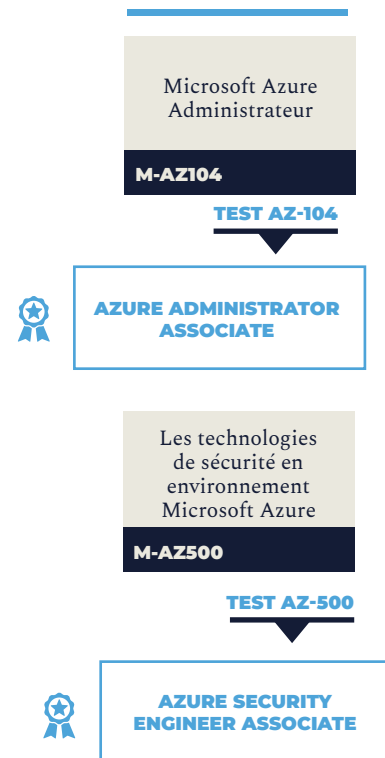 Microsoft Azure
Administrateur
M-AZ104
TEST AZ-104
AZURE ADMINISTRATOR
ASSOCIATE
Les technologies
de sécurité en
environnement
Microsoft Azure
M-AZ500
TEST AZ-500
AZURE SECURITY
ENGINEER ASSOCIATE